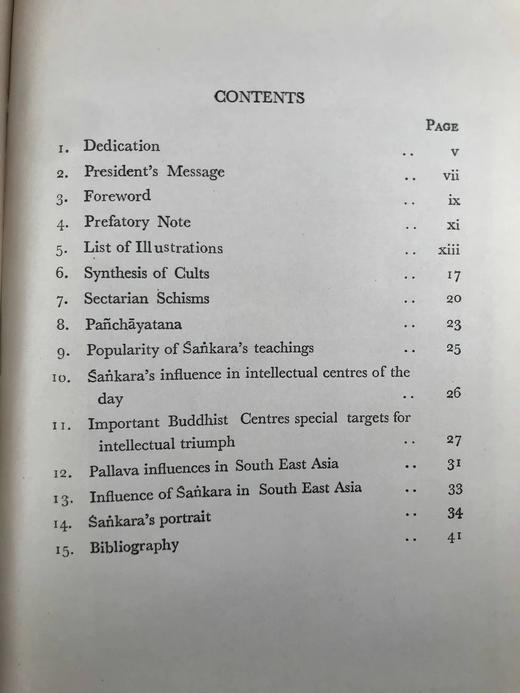 CONTENTS
PAGE
1. Dedication .. v
2. President's Message .. vii
3. Foreword .. ix
4. Prefatory Note .. xi
5. List of Illustrations .. xiii
6. Synthesis of Cults .. 17
7. Sectarian Schisms .. 20
8. Pañchāyatana .. 23
9. Popularity of Śaṅkara's teachings .. 25
10. Śaṅkara's influence in intellectual centres of the
day .. 26
11. Important Buddhist Centres special targets for
intellectual triumph .. 27
12. Pallava influences in South East Asia .. 31
13. Influence of Śaṅkara in South East Asia .. 33
14. Śaṅkara's portrait .. 34
15. Bibliography .. 41